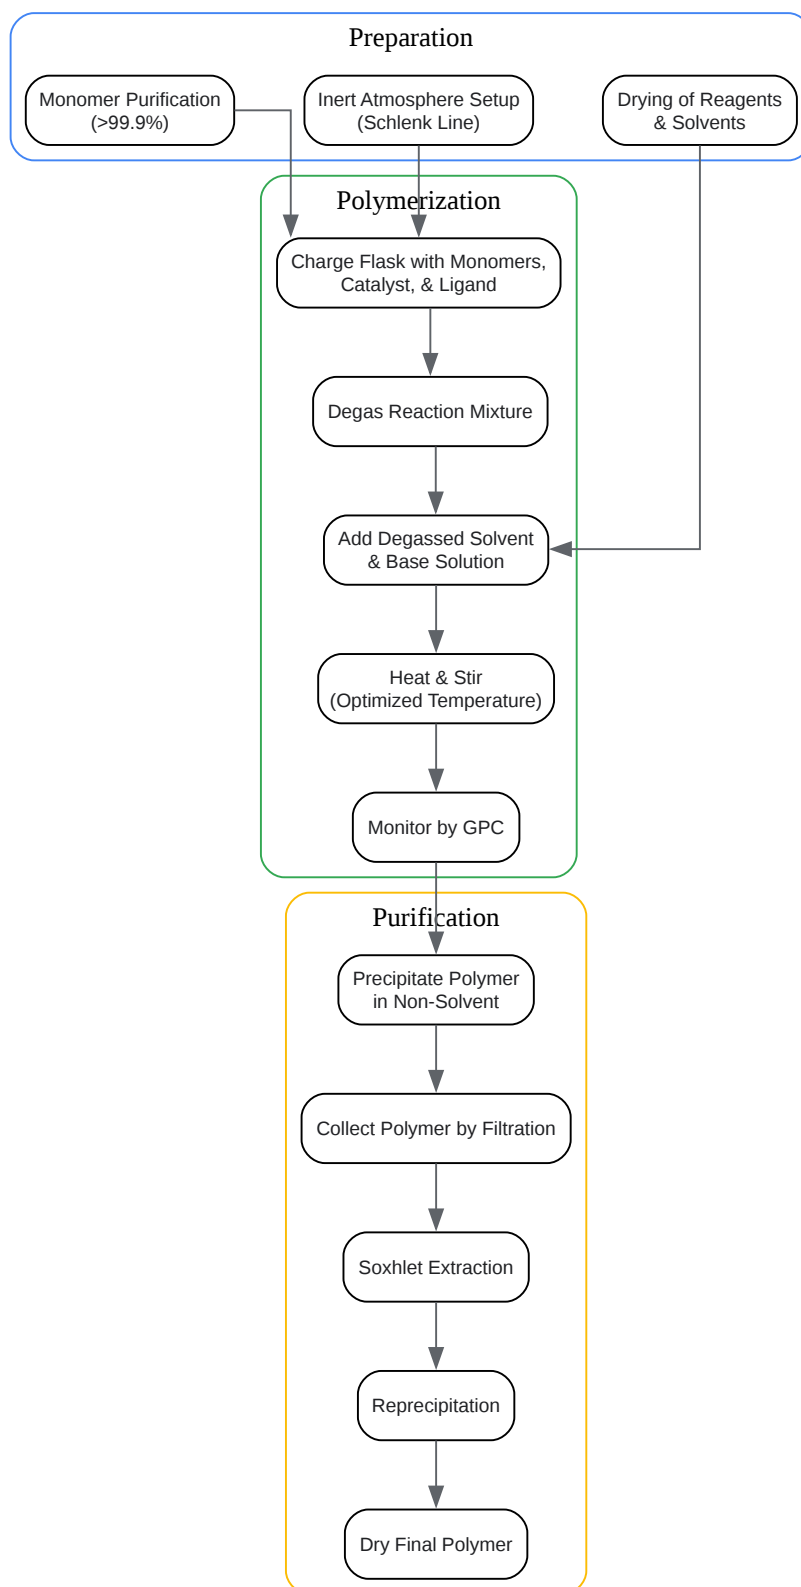 Preparation
Monomer Purification
(>99.9%)
Inert Atmosphere Setup
(Schlenk Line)
Drying of Reagents
& Solvents
Polymerization
Charge Flask with Monomers,
Catalyst, & Ligand
Degas Reaction Mixture
Add Degassed Solvent
& Base Solution
Heat & Stir
(Optimized Temperature)
Monitor by GPC
Purification
Precipitate Polymer
in Non-Solvent
Collect Polymer by Filtration
Soxhlet Extraction
Reprecipitation
Dry Final Polymer